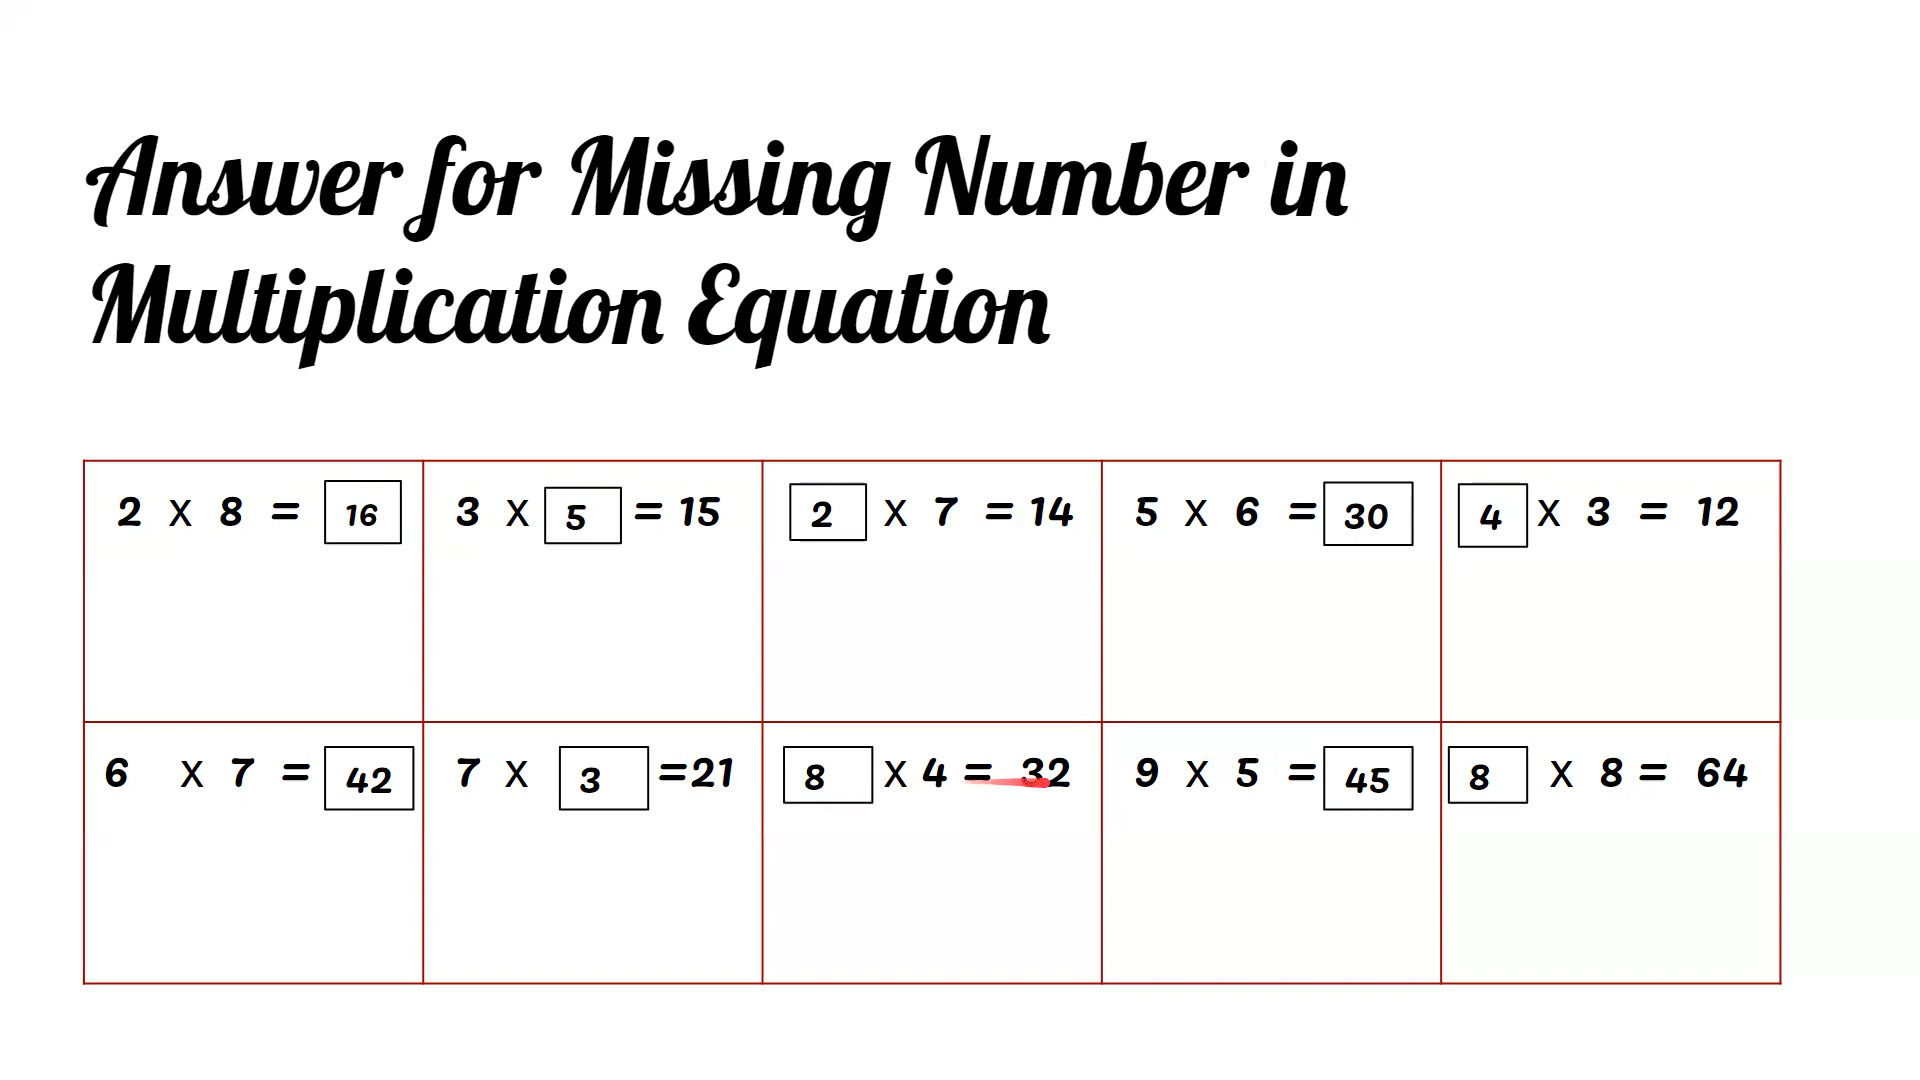 Answer for Missing Number in
Multiplication Equation
2 X 8 = 16
3 X 5 = 15
2 X 7 = 14
5 X 6 = 30
4 X 3 = 12
6 X 7 = 42
7 X 3 =21
8 X 4 = 32
9 X 5 = 45
8 X 8 = 64